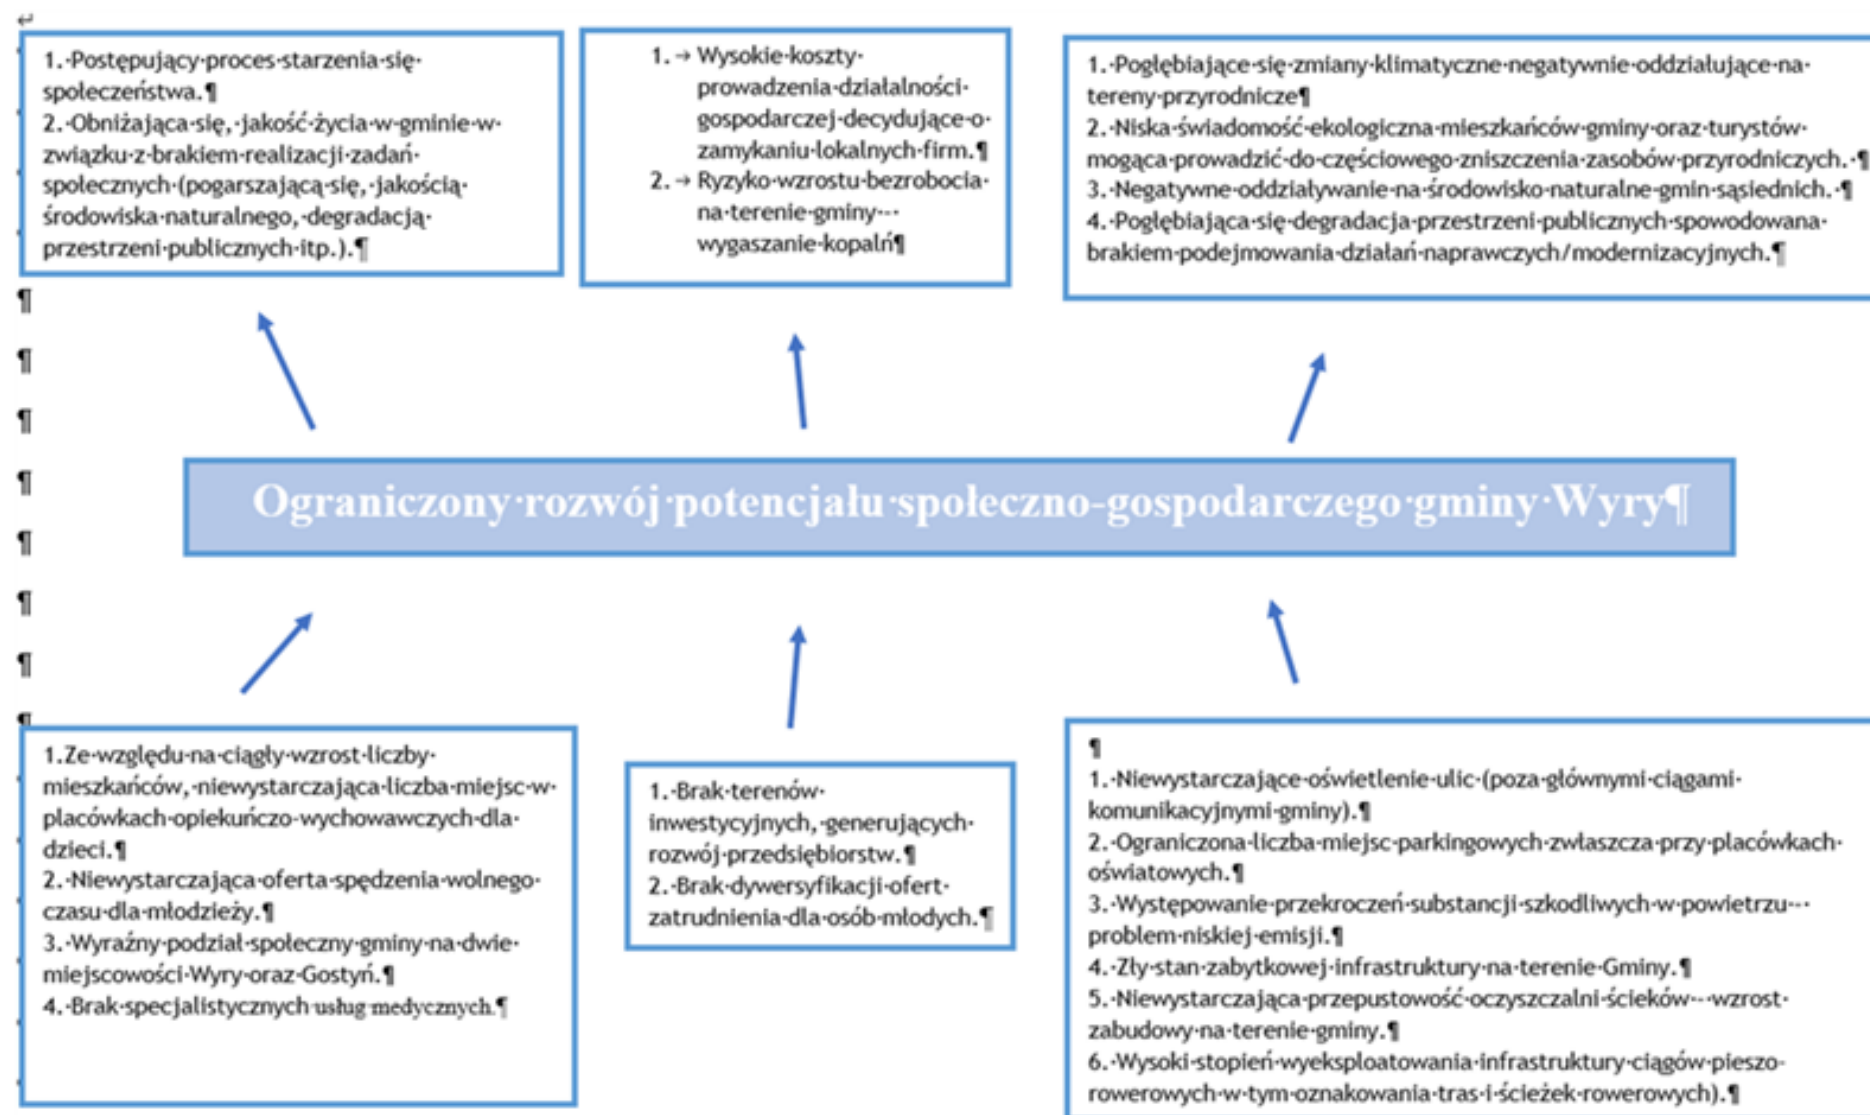 1. Postępujący proces starzenia się
społeczeństwa.¶
2. Obniżająca się, jakość życia w gminie w
związku z brakiem realizacji zadań
społecznych (pogarszającą się, jakością
środowiska naturalnego, degradacją
przestrzeni publicznych itp.).¶
1. → Wysokie koszty
prowadzenia działalności
gospodarczej decydujące o
zamykaniu lokalnych firm.¶
2. → Ryzyko wzrostu bezrobocia
na terenie gminy -
wygaszanie kopalń¶
1. Pogłębiające się zmiany klimatyczne negatywnie oddziałujące na
tereny przyrodnicze¶
2. Niska świadomość ekologiczna mieszkańców gminy oraz turystów
mogąca prowadzić do częściowego zniszczenia zasobów przyrodniczych. ¶
3. Negatywne oddziaływanie na środowisko naturalne gmin sąsiednich. ¶
4. Pogłębiająca się degradacja przestrzeni publicznych spowodowana
brakiem podejmowania działań naprawczych/modernizacyjnych.¶
¶
¶
¶
¶
Ograniczony rozwój potencjału społeczno-gospodarczego gminy Wyry¶
¶
¶
¶
¶
1.Ze względu na ciągły wzrost liczby
mieszkańców, niewystarczająca liczba miejsc w
placówkach opiekuńczo wychowawczych dla
dzieci.¶
2. Niewystarczająca oferta spędzenia wolnego
czasu dla młodzieży.¶
3. Wyraźny podział społeczny gminy na dwie
miejscowości Wyry oraz Gostyń.¶
4. Brak specjalistycznych usług medycznych.¶
1. Brak terenów
inwestycyjnych, generujących
rozwój przedsiębiorstw.¶
2. Brak dywersyfikacji ofert
zatrudnienia dla osób młodych.¶
¶
1. Niewystarczające oświetlenie ulic (poza głównymi ciągami
komunikacyjnymi gminy).¶
2. Ograniczona liczba miejsc parkingowych zwłaszcza przy placówkach
oświatowych.¶
3. Występowanie przekroczeń substancji szkodliwych w powietrzu -
problem niskiej emisji.¶
4. Zły stan zabytkowej infrastruktury na terenie Gminy.¶
5. Niewystarczająca przepustowość oczyszczalni ścieków - wzrost
zabudowy na terenie gminy.¶
6. Wysoki stopień wyeksploatowania infrastruktury ciągów pieszo-
rowerowych w tym oznakowania tras i ścieżek rowerowych).¶